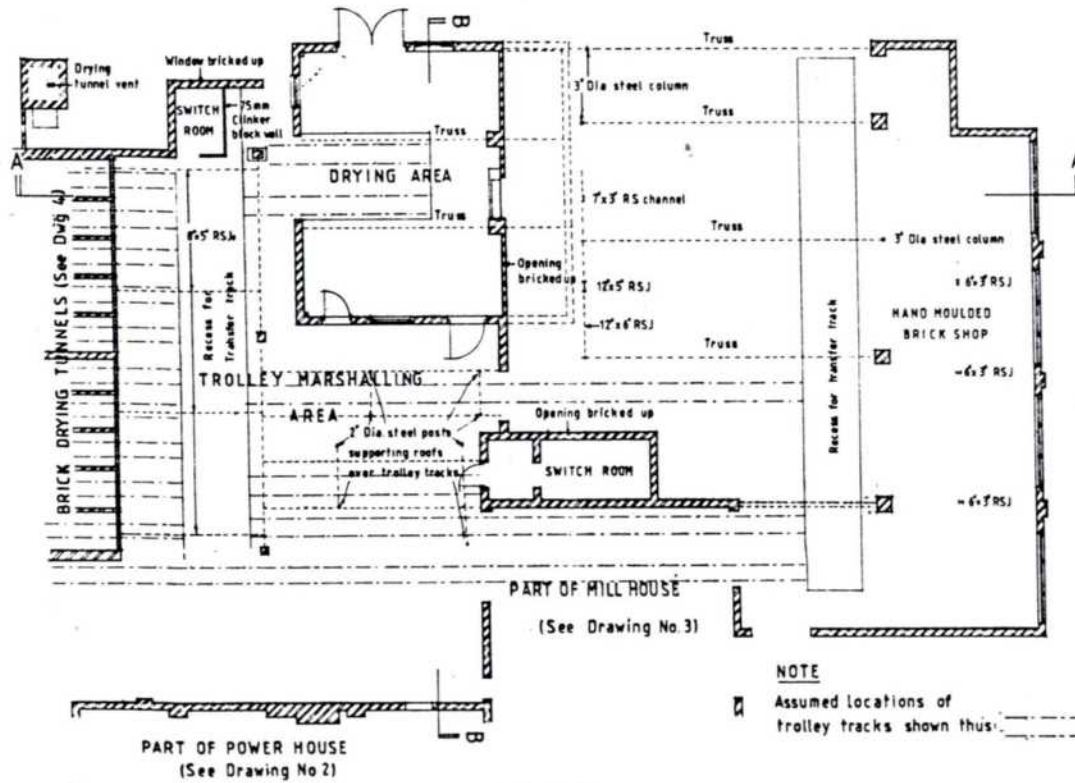 B
Truss
Drying
tunnel vent
Window bricked up
3" Dia steel column
SWITCH
ROOM
75mm
Clinker
block wall
Truss
Truss
A
A
DRYING AREA
7"x3" RS channel
Truss
Truss
3" Dia steel column
8"x5" RSJs
Opening
bricked up
12"x5" RSJ
6"x3" RSJ
12"x6" RSJ
HAND MOULDED
BRICK SHOP
BRICK DRYING TUNNELS (See Dwg 4)
Recess for
Transfer track
Truss
6"x3" RSJ
TROLLEY MARSHALLING
AREA
Recess for transfer track
Opening bricked up
2" Dia. steel posts
supporting roofs
over trolley tracks
SWITCH ROOM
6"x3" RSJ
PART OF MILL HOUSE
(See Drawing No. 3)
NOTE
Assumed locations of
trolley tracks shown thus:
B
PART OF POWER HOUSE
(See Drawing No 2)